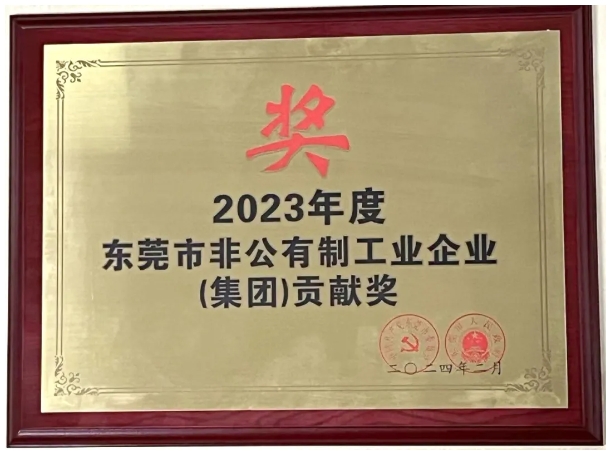 奖
2023年度
东莞市非公有制工业企业
(集团)贡献奖
二〇二四年二月